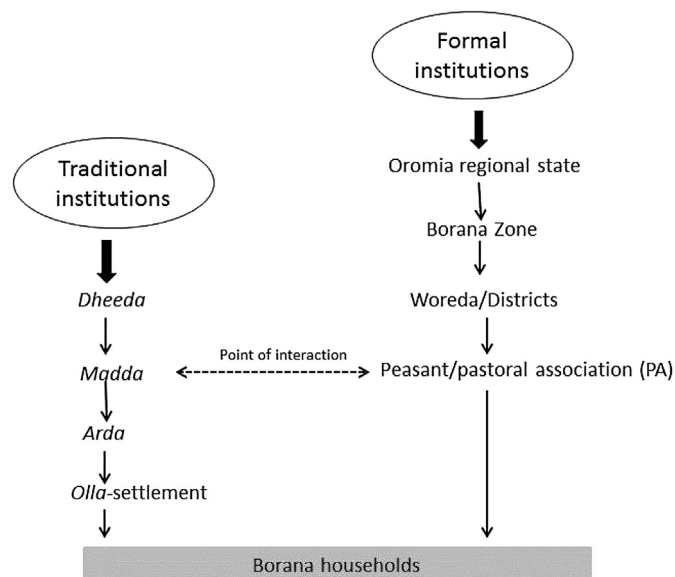 Formal
institutions
Traditional
institutions
Oromia regional state
Borana Zone
Dheeda
Woreda/Districts
Point of interaction
Madda
Peasant/pastoral association (PA)
Arda
Olla-settlement
Borana households